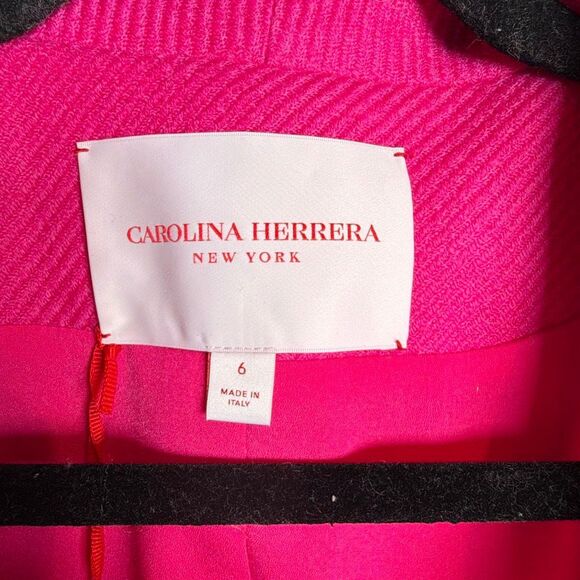 CAROLINA HERRERA
NEW YORK
6
MADE IN
ITALY